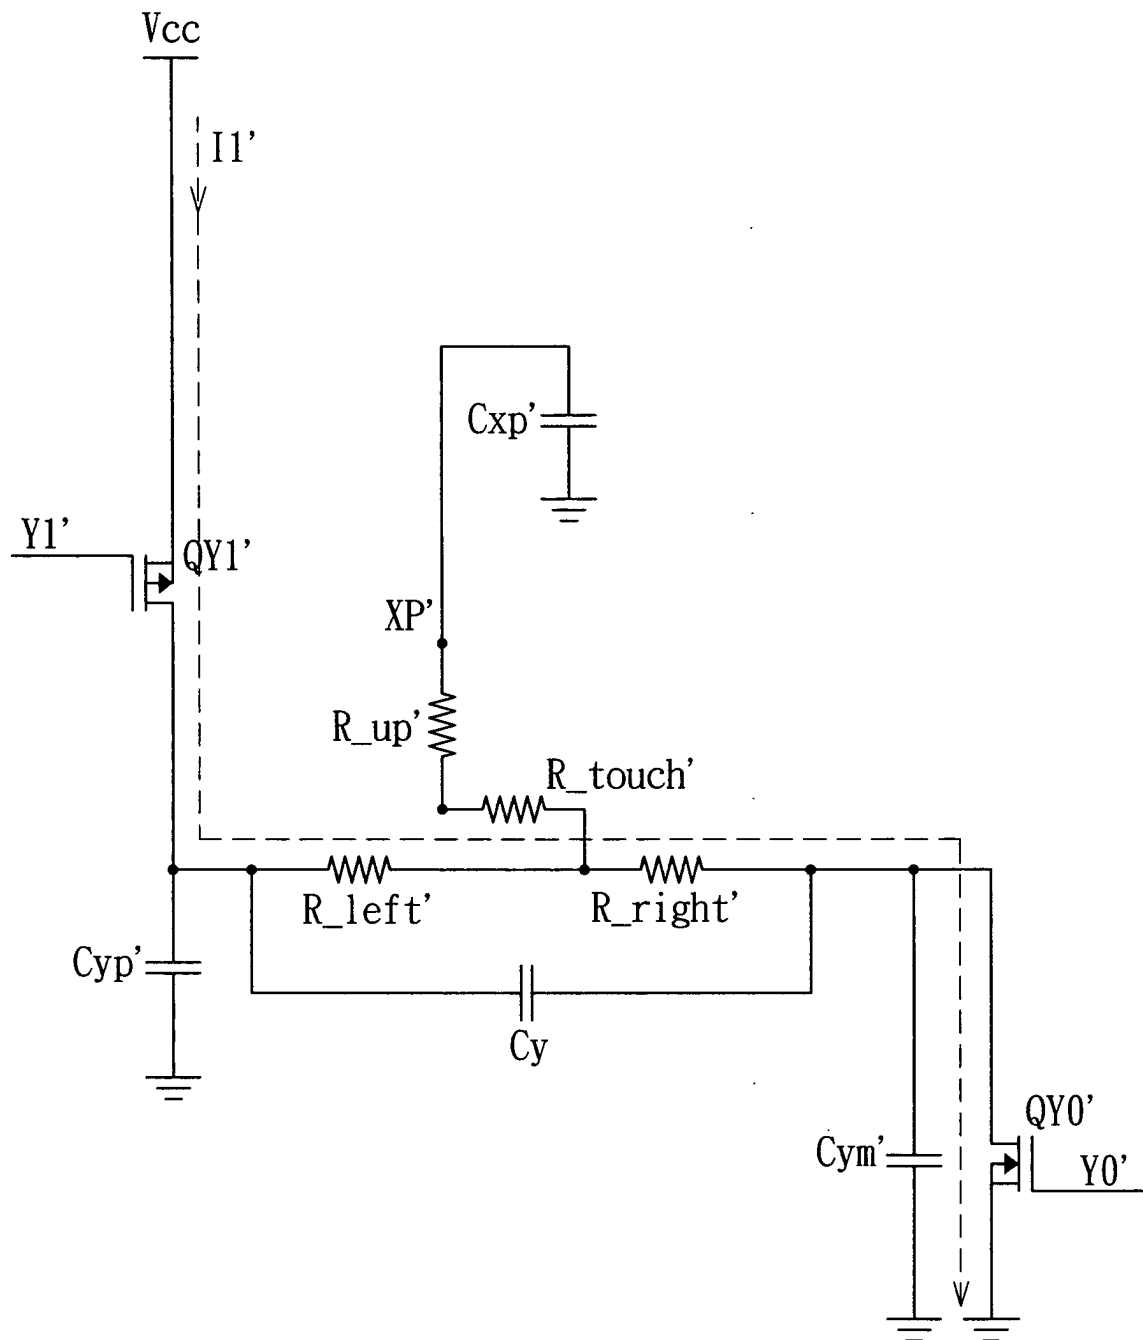 Vcc
I1'
Cxp'
Y1'
QY1'
XP'
R_up'
R_touch'
R_left'
R_right'
Cyp'
Cy
QY0'
Cym'
Y0'